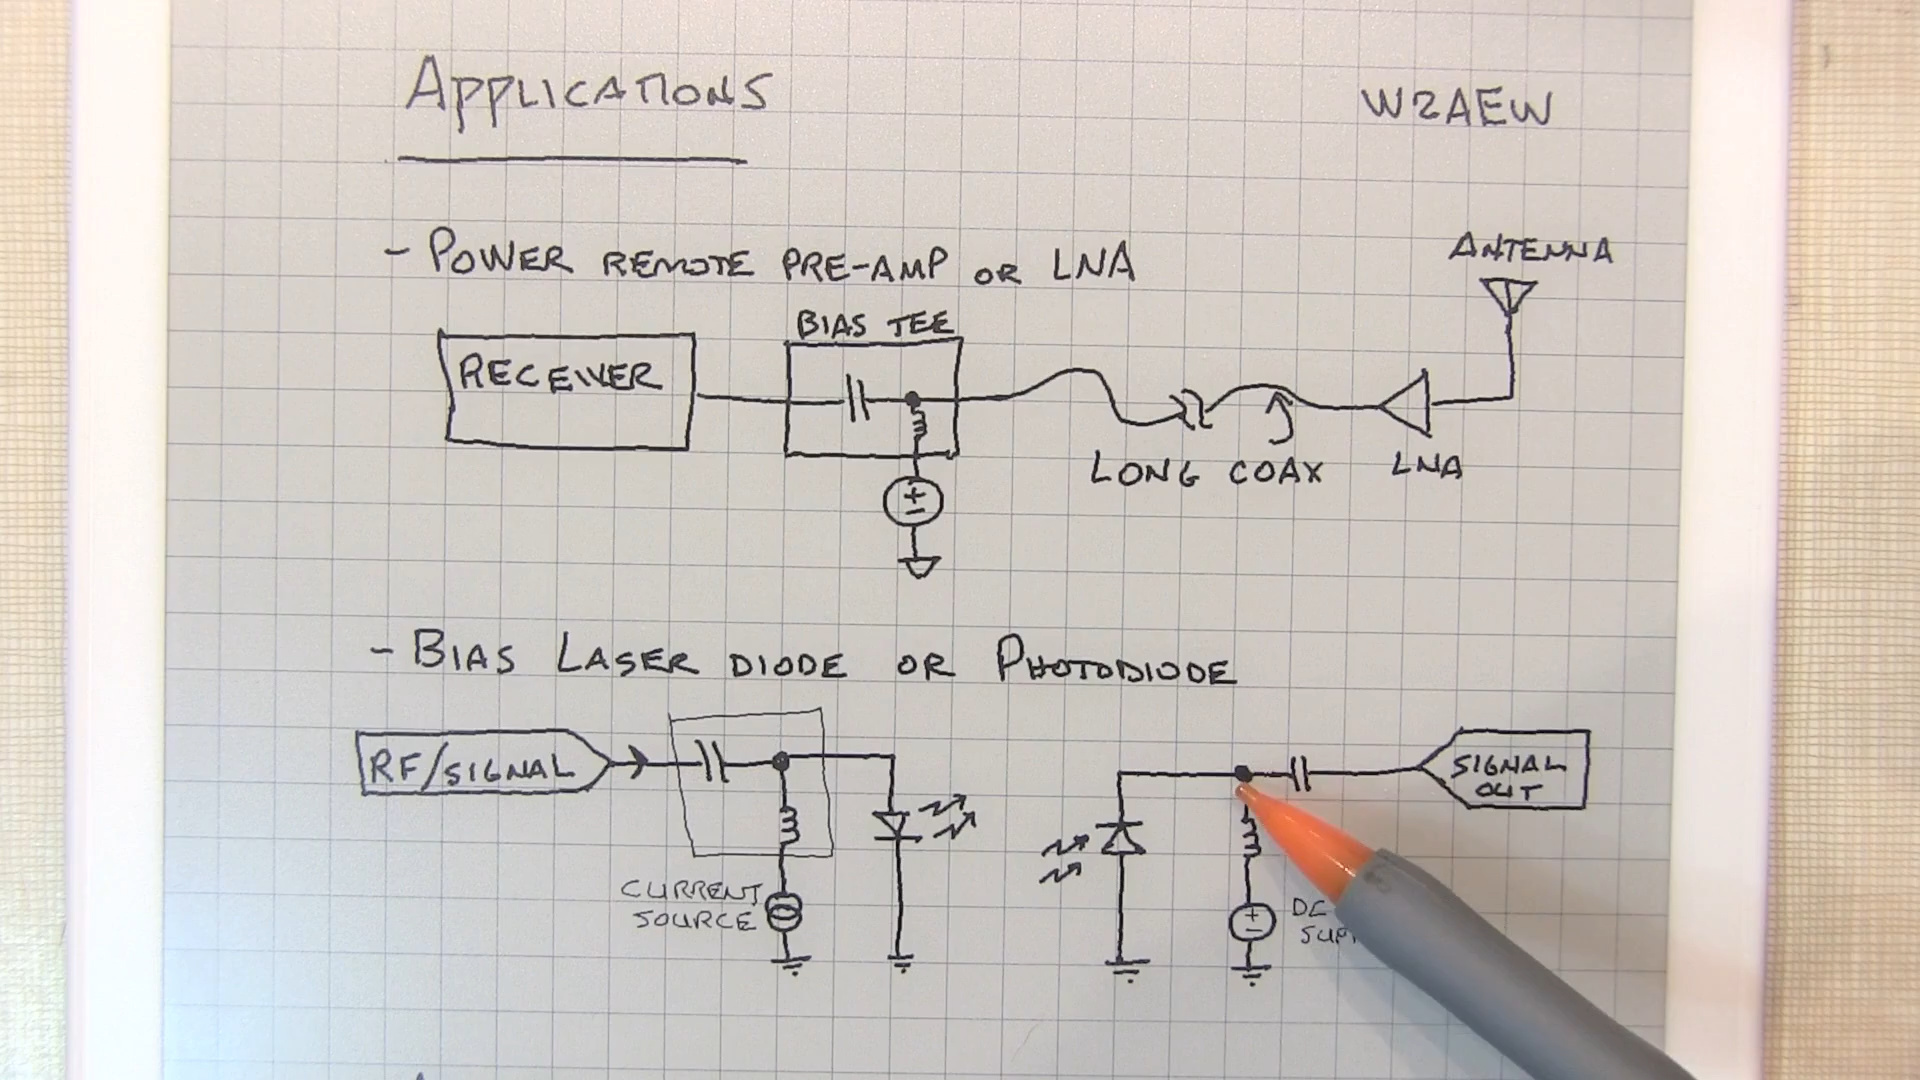 APPLICATIONS
W2AEW
- POWER REMOTE PRE-AMP OR LNA
ANTENNA
BIAS TEE
RECEIVER
LONG COAX
LNA
- BIAS LASER DIODE OR PHOTODIODE
RF/SIGNAL
SIGNAL
OUT
CURRENT
SOURCE
DC